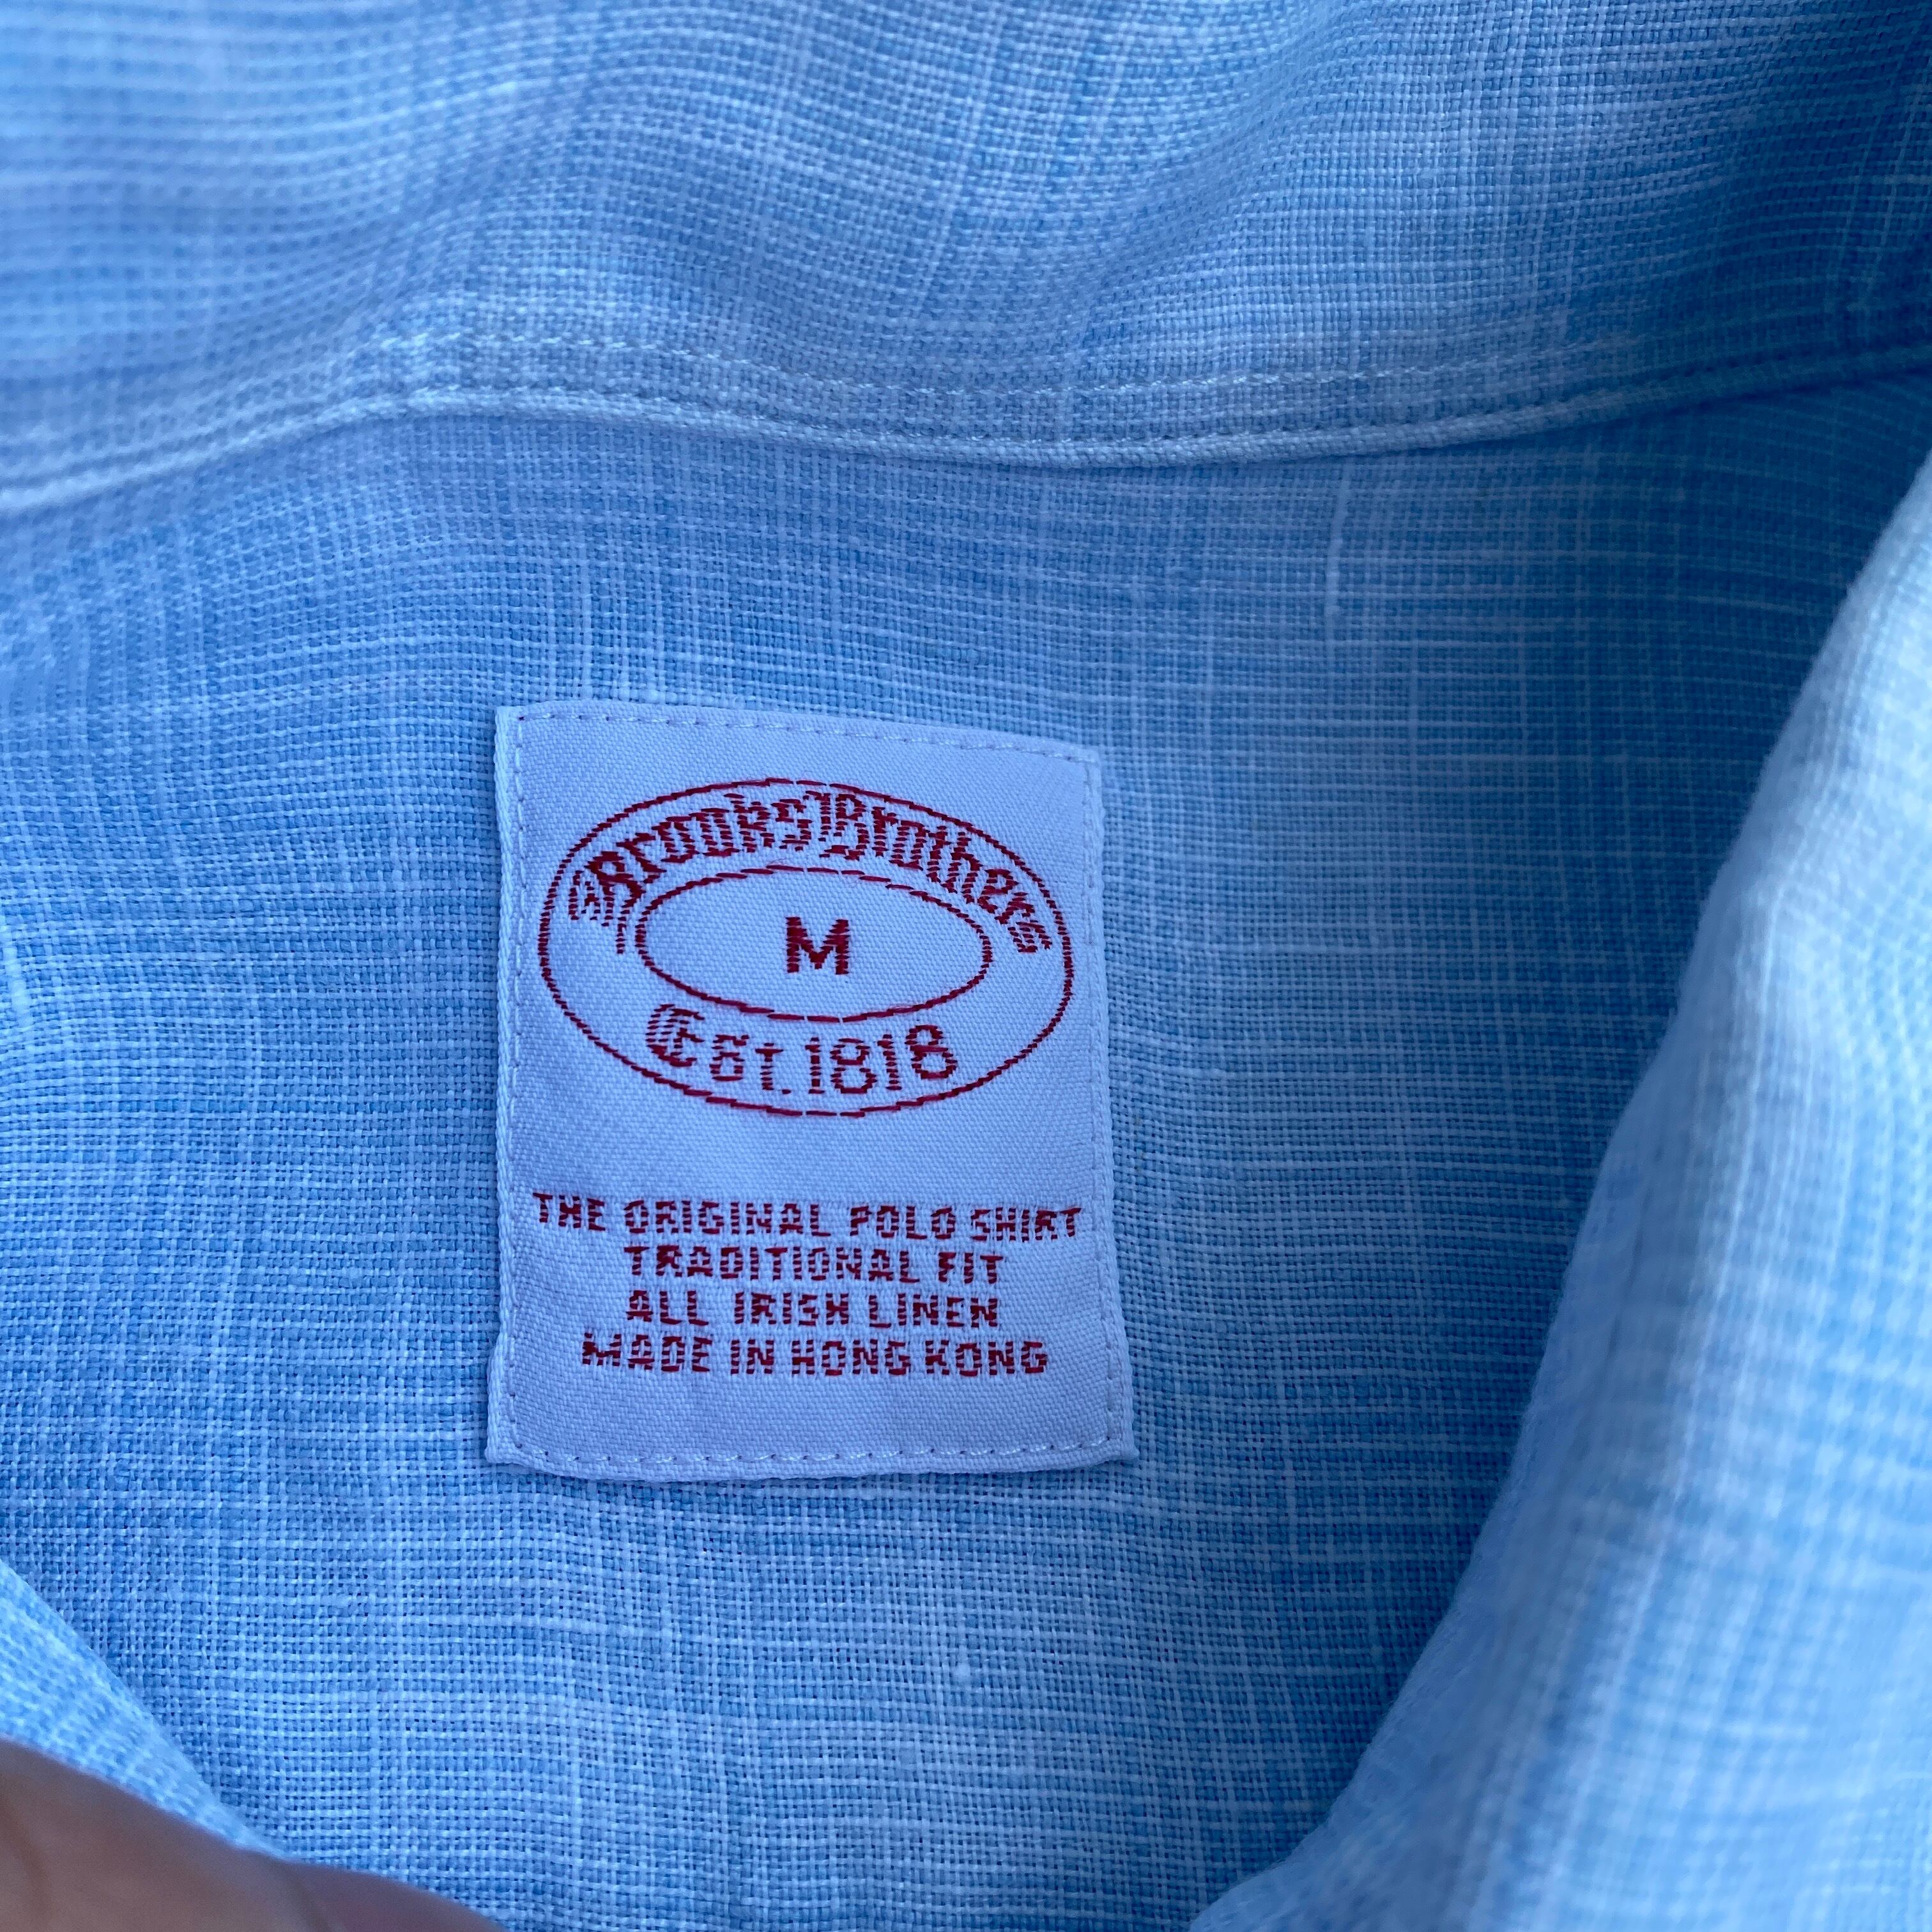 Brooks Brothers
M
Est. 1818
THE ORIGINAL POLO SHIRT
TRADITIONAL FIT
ALL IRISH LINEN
MADE IN HONG KONG